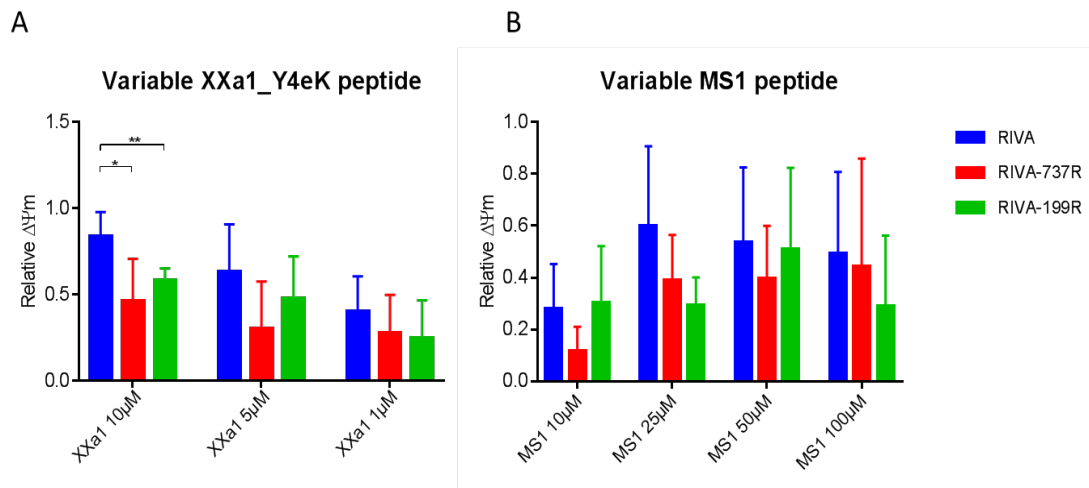 A
B
Variable XXa1_Y4eK peptide
Variable MS1 peptide
1.5
1.0
0.5
0.0
Relative ΔΨm
**
*
XXa1 10µM
XXa1 5µM
XXa1 1µM
1.0
0.8
0.6
0.4
0.2
0.0
Relative ΔΨm
MS1 10µM
MS1 25µM
MS1 50µM
MS1 100µM
RIVA
RIVA-737R
RIVA-199R